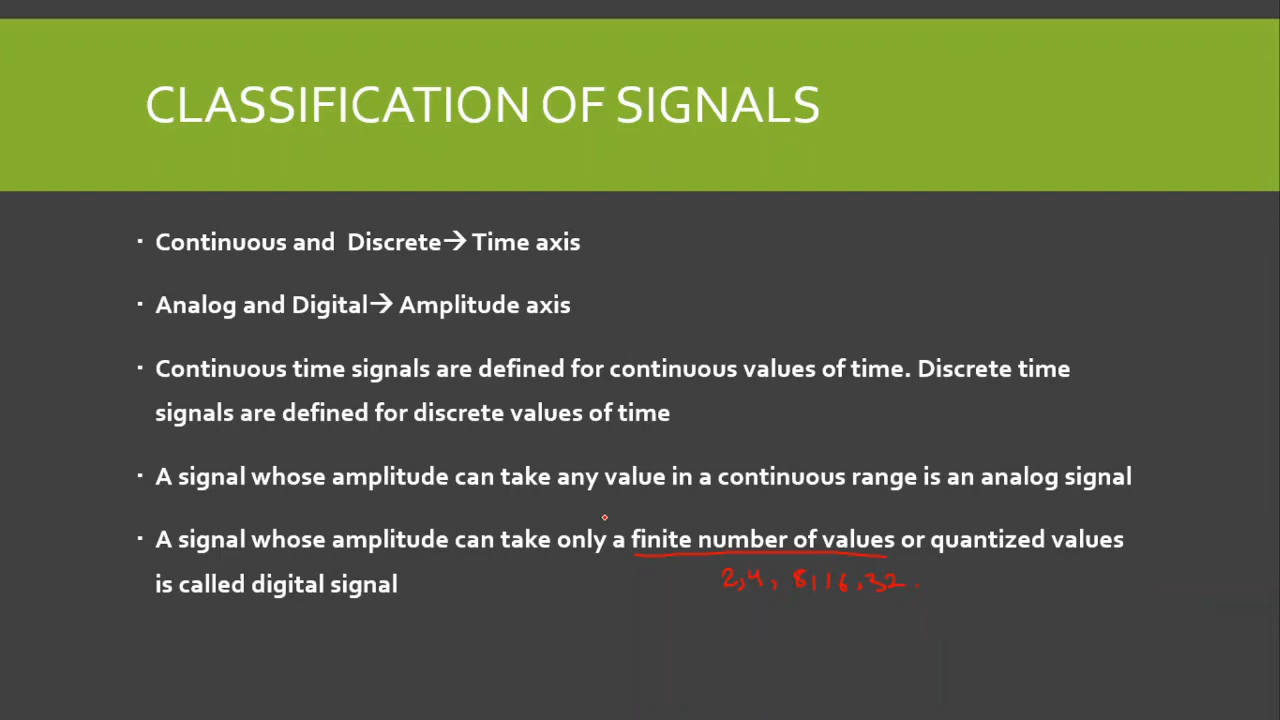 CLASSIFICATION OF SIGNALS
▪ Continuous and Discrete→ Time axis
▪ Analog and Digital→ Amplitude axis
▪ Continuous time signals are defined for continuous values of time. Discrete time
signals are defined for discrete values of time
▪ A signal whose amplitude can take any value in a continuous range is an analog signal
▪ A signal whose amplitude can take only a finite number of values or quantized values
is called digital signal
2,4, 8,16,32.